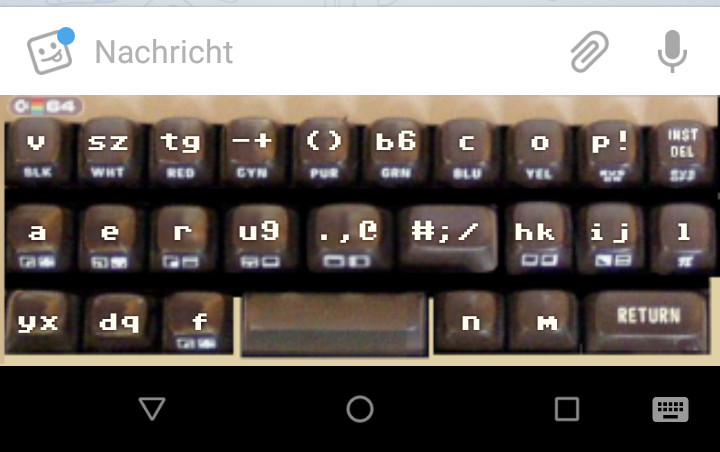 Nachricht
C=64
v sz tg -+ () b6 c o p! INST DEL
BLK WHT RED CYN PUR GRN BLU YEL
a e r u9 .,@ #;/ hk ij l
π
yx dq f n m RETURN